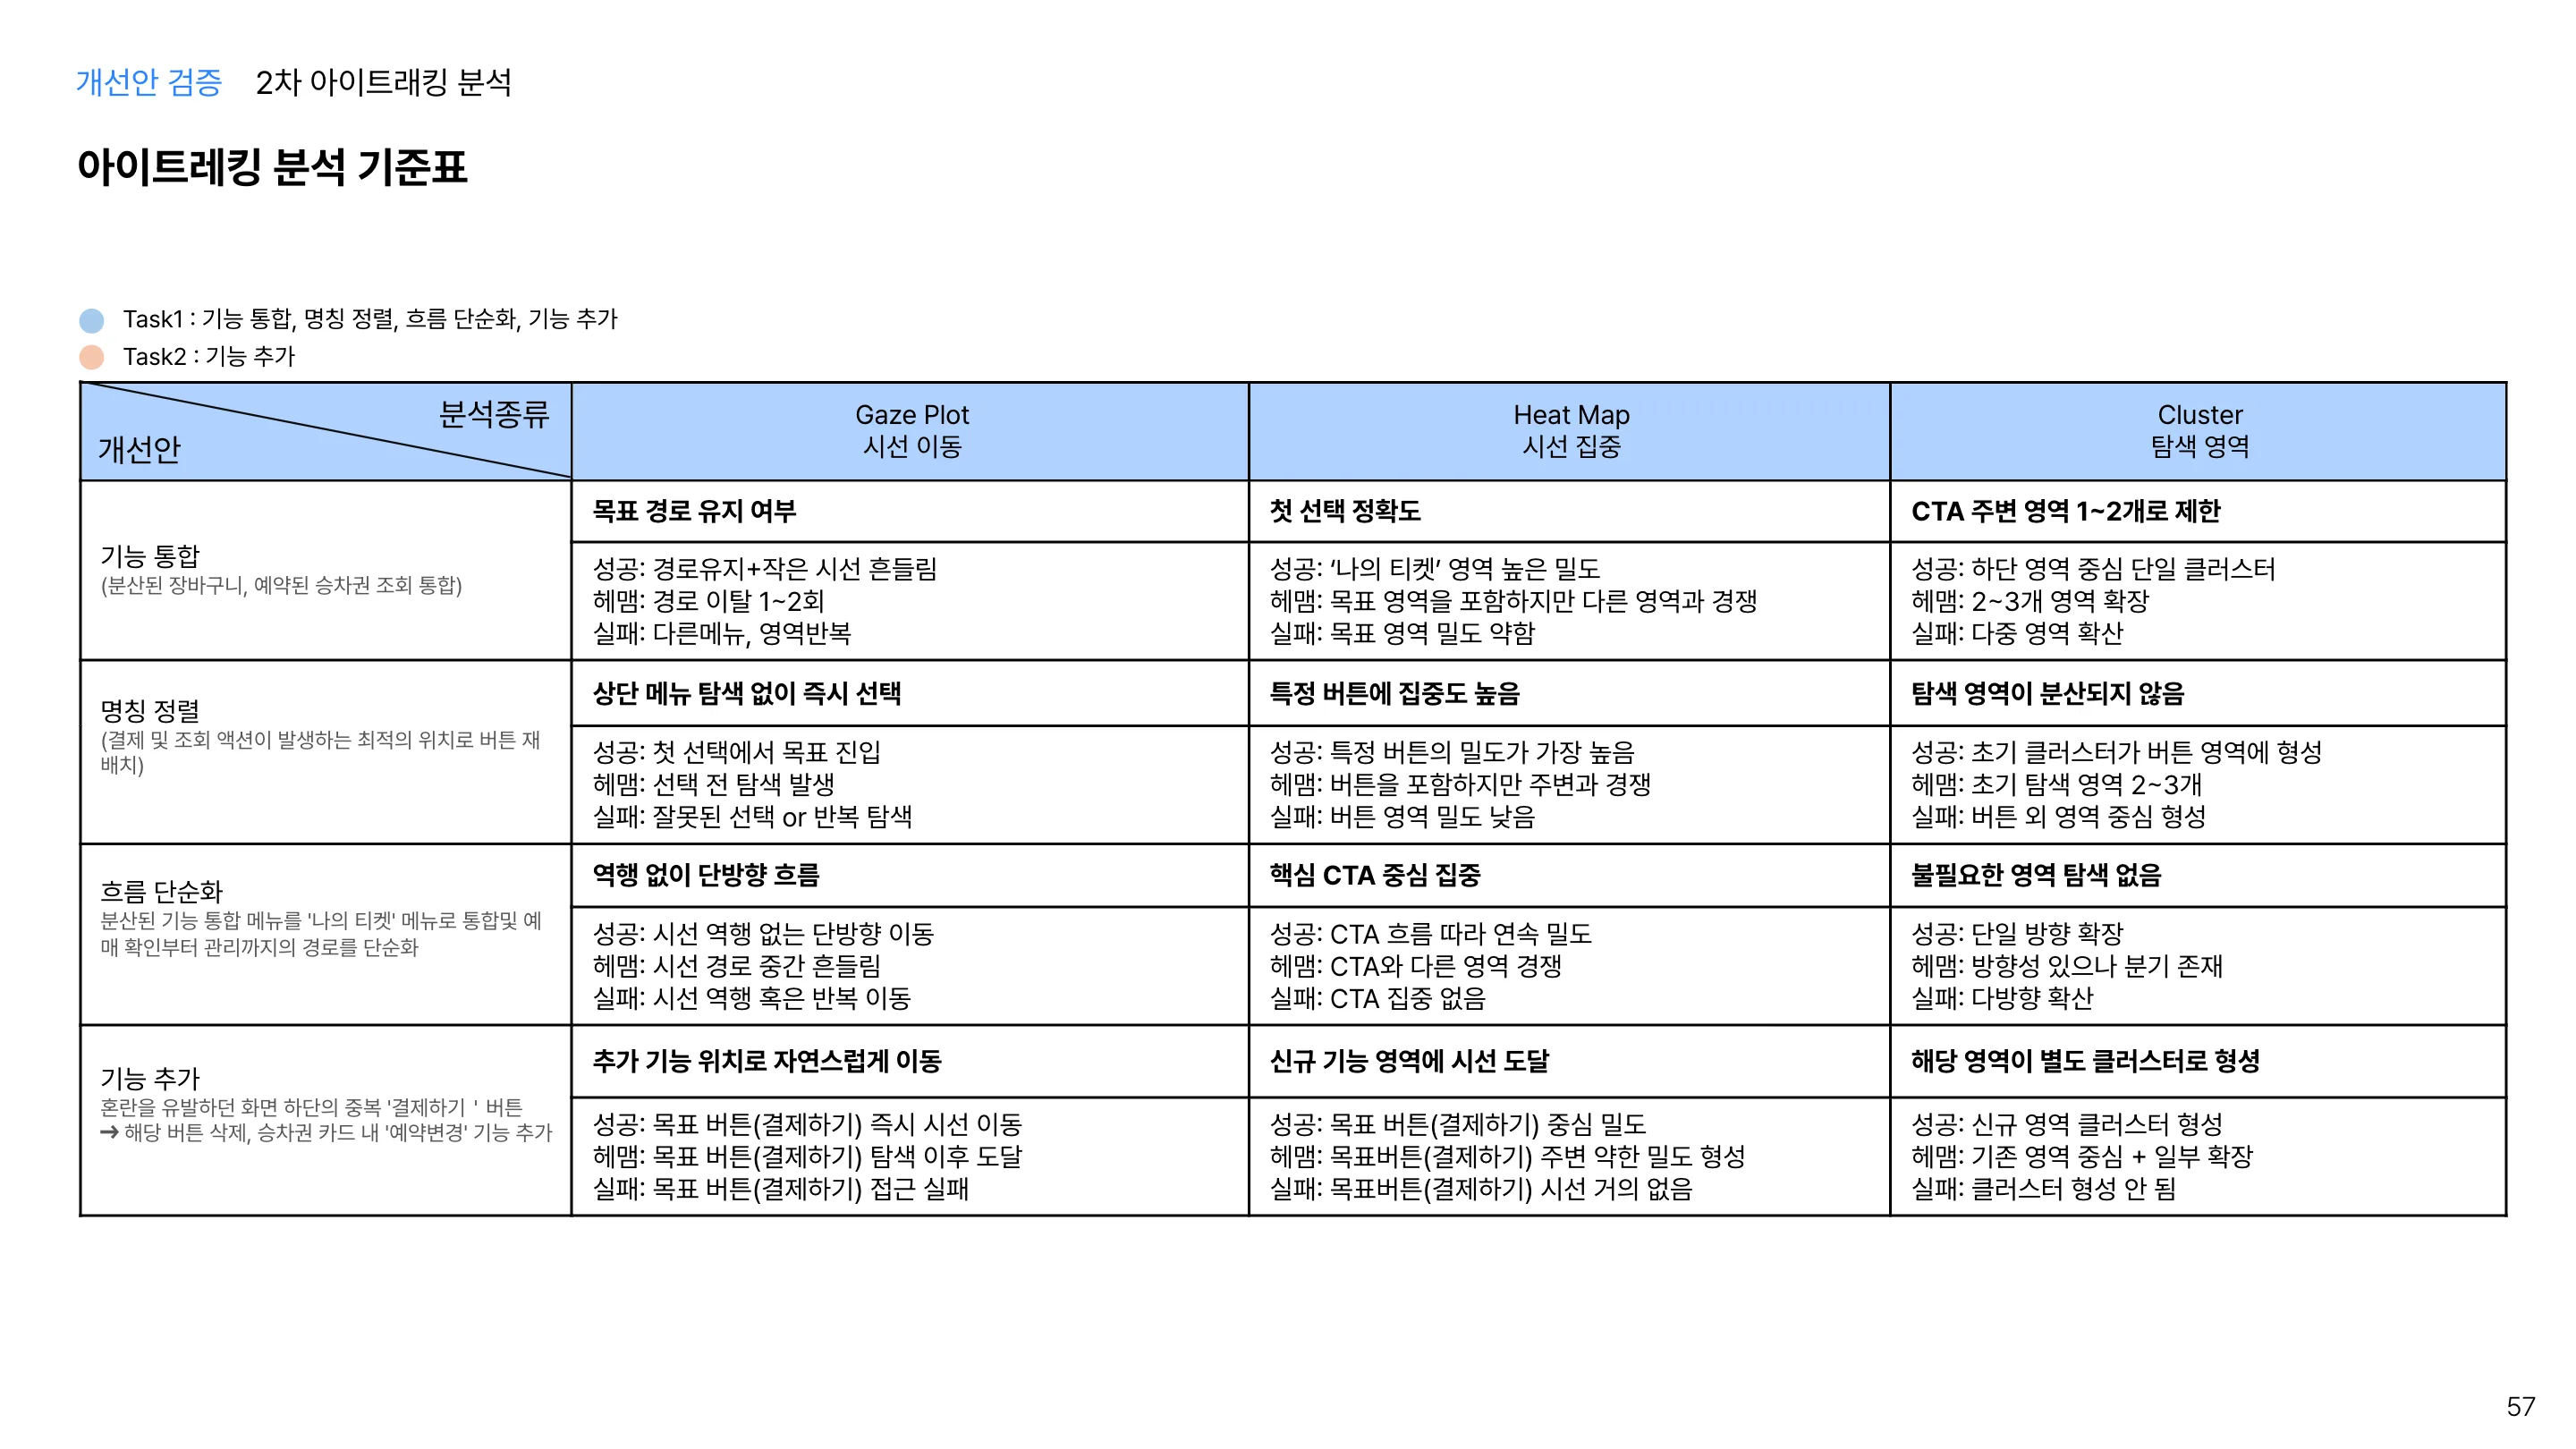 개선안 검증 2차 아이트래킹 분석
아이트레킹 분석 기준표
Task1 : 기능 통합, 명칭 정렬, 흐름 단순화, 기능 추가
Task2 : 기능 추가
분석종류
개선안
Gaze Plot
시선 이동
Heat Map
시선 집중
Cluster
탐색 영역
기능 통합
(분산된 장바구니, 예약된 승차권 조회 통합)
목표 경로 유지 여부
성공: 경로유지+작은 시선 흔들림
헤맴: 경로 이탈 1~2회
실패: 다른메뉴, 영역반복
첫 선택 정확도
성공: ‘나의 티켓’ 영역 높은 밀도
헤맴: 목표 영역을 포함하지만 다른 영역과 경쟁
실패: 목표 영역 밀도 약함
CTA 주변 영역 1~2개로 제한
성공: 하단 영역 중심 단일 클러스터
헤맴: 2~3개 영역 확장
실패: 다중 영역 확산
명칭 정렬
(결제 및 조회 액션이 발생하는 최적의 위치로 버튼 재
배치)
상단 메뉴 탐색 없이 즉시 선택
성공: 첫 선택에서 목표 진입
헤맴: 선택 전 탐색 발생
실패: 잘못된 선택 or 반복 탐색
특정 버튼에 집중도 높음
성공: 특정 버튼의 밀도가 가장 높음
헤맴: 버튼을 포함하지만 주변과 경쟁
실패: 버튼 영역 밀도 낮음
탐색 영역이 분산되지 않음
성공: 초기 클러스터가 버튼 영역에 형성
헤맴: 초기 탐색 영역 2~3개
실패: 버튼 외 영역 중심 형성
흐름 단순화
분산된 기능 통합 메뉴를 '나의 티켓' 메뉴로 통합및 예
매 확인부터 관리까지의 경로를 단순화
역행 없이 단방향 흐름
성공: 시선 역행 없는 단방향 이동
헤맴: 시선 경로 중간 흔들림
실패: 시선 역행 혹은 반복 이동
핵심 CTA 중심 집중
성공: CTA 흐름 따라 연속 밀도
헤맴: CTA와 다른 영역 경쟁
실패: CTA 집중 없음
불필요한 영역 탐색 없음
성공: 단일 방향 확장
헤맴: 방향성 있으나 분기 존재
실패: 다방향 확산
기능 추가
혼란을 유발하던 화면 하단의 중복 '결제하기 ' 버튼
→ 해당 버튼 삭제, 승차권 카드 내 '예약변경' 기능 추가
추가 기능 위치로 자연스럽게 이동
성공: 목표 버튼(결제하기) 즉시 시선 이동
헤맴: 목표 버튼(결제하기) 탐색 이후 도달
실패: 목표 버튼(결제하기) 접근 실패
신규 기능 영역에 시선 도달
성공: 목표 버튼(결제하기) 중심 밀도
헤맴: 목표버튼(결제하기) 주변 약한 밀도 형성
실패: 목표버튼(결제하기) 시선 거의 없음
해당 영역이 별도 클러스터로 형성
성공: 신규 영역 클러스터 형성
헤맴: 기존 영역 중심 + 일부 확장
실패: 클러스터 형성 안 됨
57